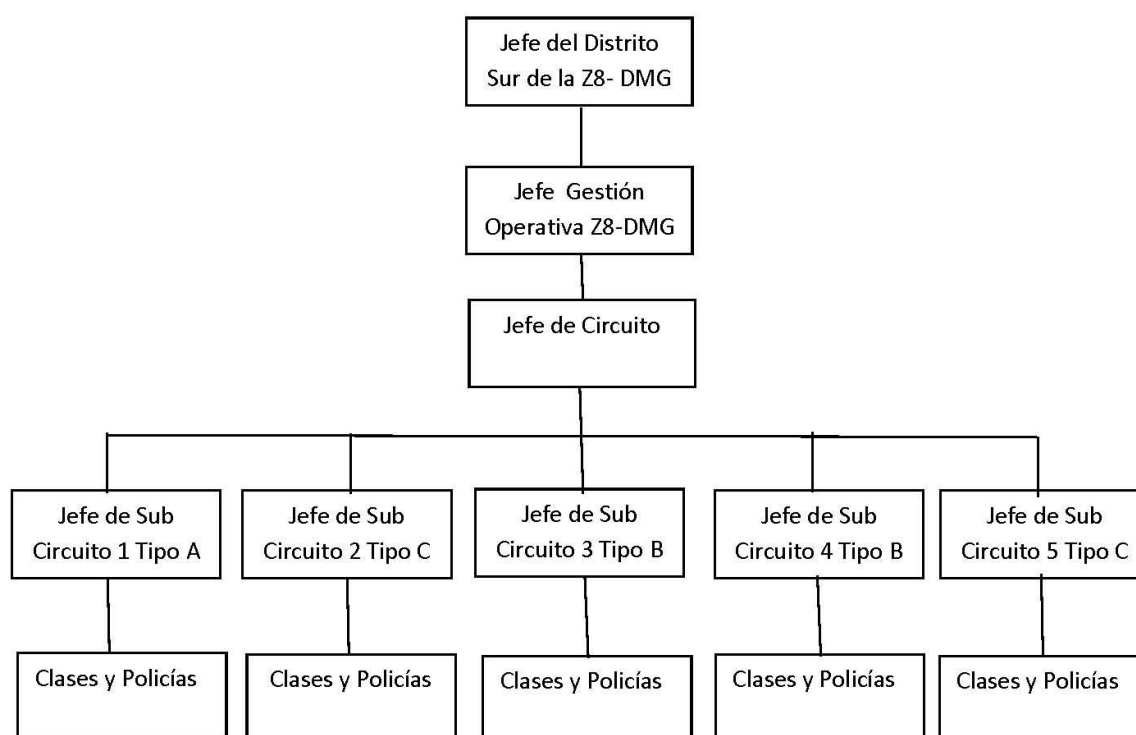 Jefe del Distrito
Sur de la Z8- DMG
Jefe Gestión
Operativa Z8-DMG
Jefe de Circuito
Jefe de Sub
Circuito 1 Tipo A
Jefe de Sub
Circuito 2 Tipo C
Jefe de Sub
Circuito 3 Tipo B
Jefe de Sub
Circuito 4 Tipo B
Jefe de Sub
Circuito 5 Tipo C
Clases y Policías
Clases y Policías
Clases y Policías
Clases y Policías
Clases y Policías